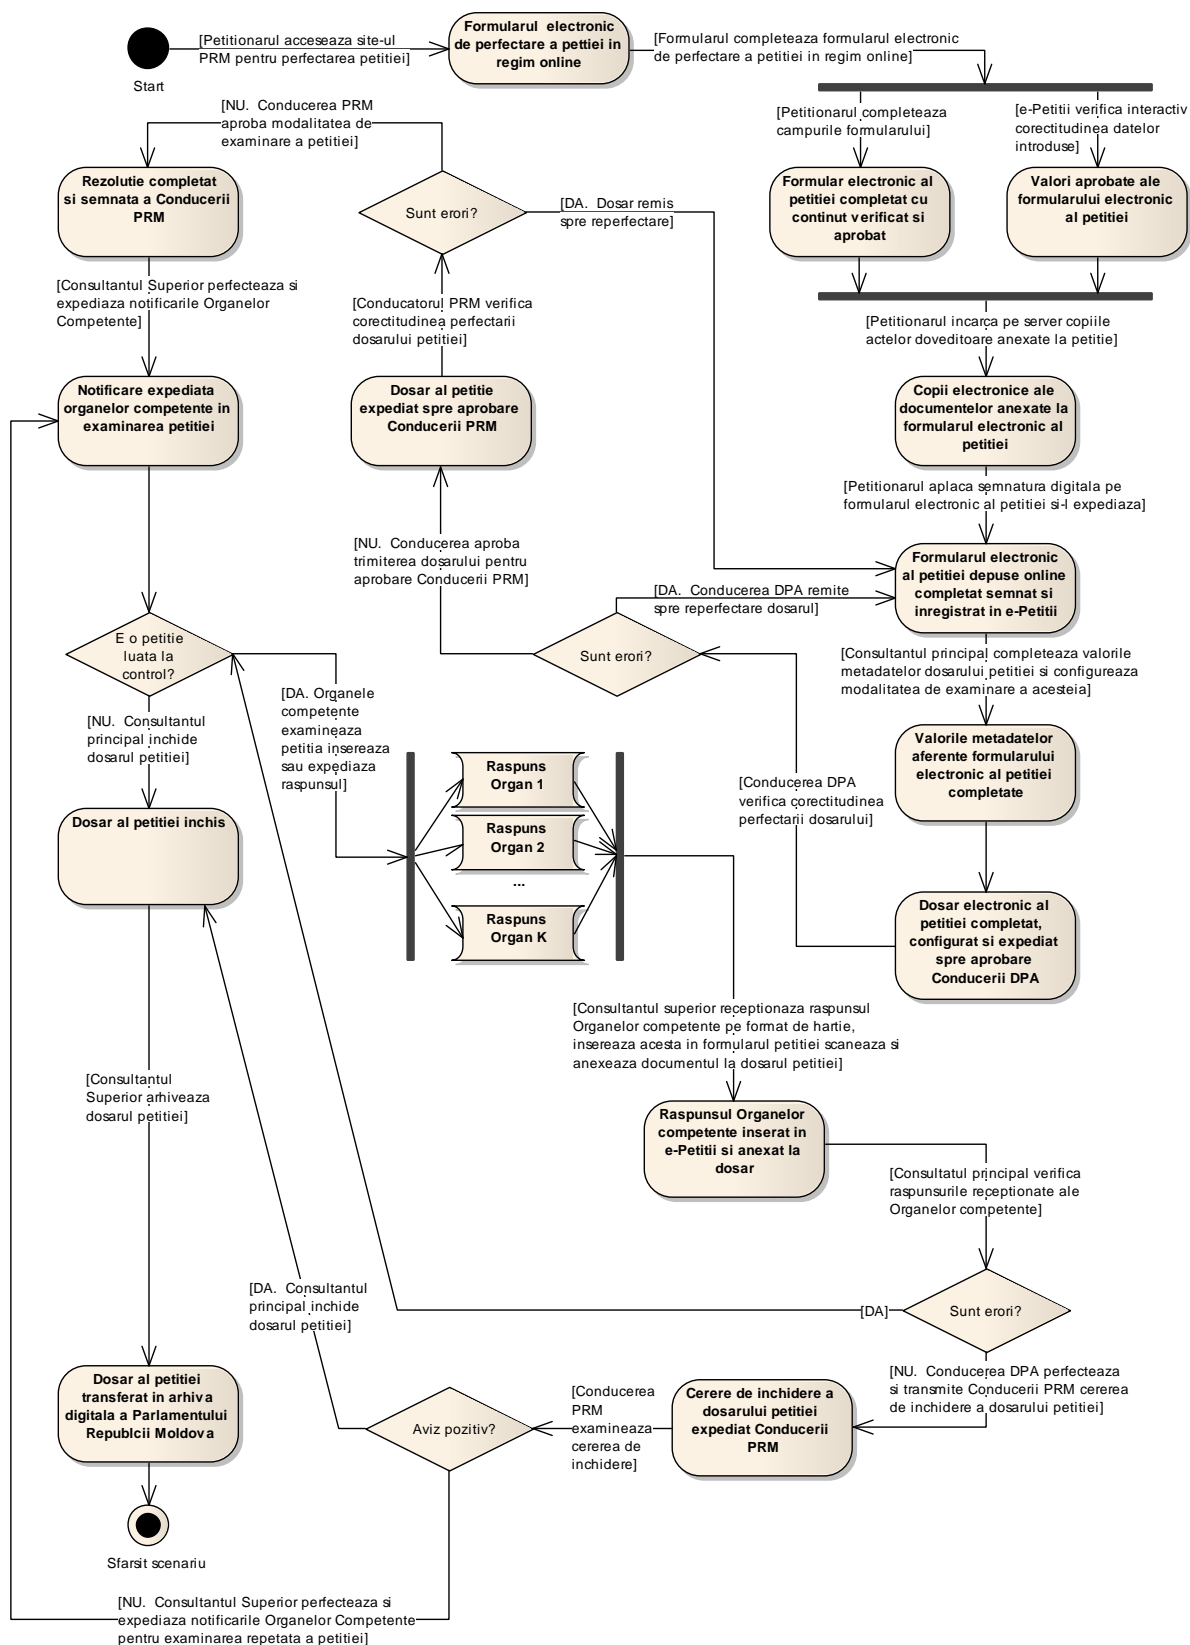 [Petitionarul acceseaza site-ul
PRM pentru perfectarea petitiei]
Formularul  electronic
de perfectare a pettiei in
regim online
[Formularul completeaza formularul electronic
de perfectare a petitiei in regim online]
Start
[NU.  Conducerea PRM
aproba modalitatea de
examinare a petitiei]
[Petitionarul completeaza
campurile formularului]
[e-Petitii verifica interactiv
corectitudinea datelor
introduse]
Rezolutie completat
si semnata a Conducerii
PRM
Sunt erori?
[DA.  Dosar remis
spre reperfectare]
Formular electronic al
petitiei completat cu
continut verificat si
aprobat
Valori aprobate ale
formularului electronic
al petitiei
[Consultantul Superior perfecteaza si
expediaza notificarile Organelor
Competente]
[Conducatorul PRM verifica
corectitudinea perfectarii
dosarului petitiei]
[Petitionarul incarca pe server copiile
actelor doveditoare anexate la petitie]
Notificare expediata
organelor competente in
examinarea petitiei
Dosar al petitie
expediat spre aprobare
Conducerii PRM
Copii electronice ale
documentelor anexate la
formularul electronic al
petitiei
[Petitionarul aplaca semnatura digitala pe
formularul electronic al petitiei si-l expediaza]
[NU.  Conducerea aproba
trimiterea dosarului pentru
aprobare Conducerii PRM]
Formularul electronic
al petitiei depuse online
completat semnat si
inregistrat in e-Petitii
[DA.  Conducerea DPA remite
spre reperfectare dosarul]
E o petitie
luata la
control?
Sunt erori?
[Consultant principal completeaza valorile
metadatelor dosarului petitiei si configureaza
modalitatea de examinare a acesteia]
[DA. Organele
competente
examineaza
petitia insereaza
sau expediaza
raspunsul]
[NU.  Consultantul
principal inchide
dosarul petitiei]
Valorile metadatelor
aferente formularului
electronic al petitiei
completate
Raspuns
Organ 1
[Conducerea DPA
verifica corectitudinea
perfectarii dosarului]
Dosar al petitiei inchis
Raspuns
Organ 2
...
Raspuns
Organ K
Dosar electronic al
petitiei completat,
configurat si expediat
spre aprobare
Conducerii DPA
[Consultantul superior receptionaza raspunsul
Organelor competente pe format de hartie,
insereaza acesta in formularul petitiei scaneaza si
anexeaza documentul la dosarul petitiei]
[Consultantul
Superior arhiveaza
dosarul petitiei]
Raspunsul Organelor
competente inserat in
e-Petitii si anexat la
dosar
[Consultatul principal verifica
raspunsurile receptionate ale
Organelor competente]
[DA.  Consultantul
principal inchide
dosarul petitiei]
[DA]
Sunt erori?
Dosar al petitiei
transferat in arhiva
digitala a Parlamentului
Republcii Moldova
[NU.  Conducerea DPA perfecteaza
si transmite Conducerii PRM cererea
de inchidere a dosarului petitiei]
Aviz pozitiv?
[Conducerea
PRM
examineaza
cererea de
inchidere]
Cerere de inchidere a
dosarului petitiei
expediat Conducerii
PRM
Sfarsit scenariu
[NU.  Consultantul Superior perfecteaza si
expediaza notificarile Organelor Competente
pentru examinarea repetata a petitiei]